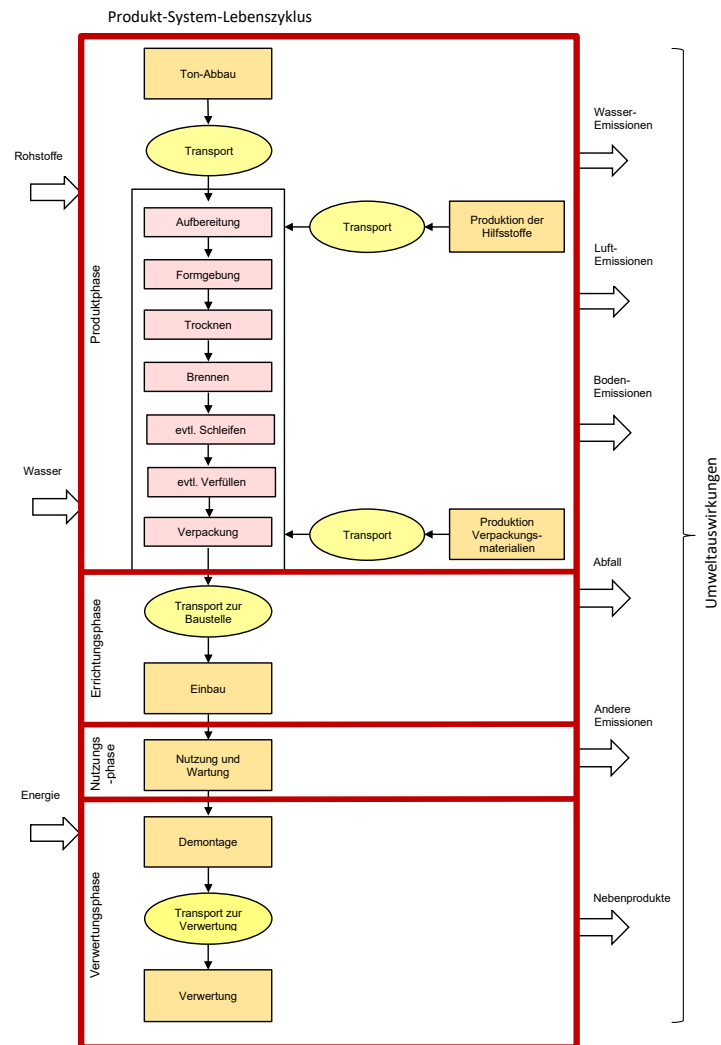 Produkt-System-Lebenszyklus
Ton-Abbau
Wasser-
Emissionen
Rohstoffe
Transport
Aufbereitung
Transport
Produktion der
Hilfsstoffe
Luft-
Emissionen
Produktphase
Formgebung
Trocknen
Brennen
Boden-
Emissionen
evtl. Schleifen
Wasser
evtl. Verfüllen
Umweltauswirkungen
Verpackung
Transport
Produktion
Verpackungs-
materialien
Abfall
Errichtungsphase
Transport zur
Baustelle
Einbau
Andere
Emissionen
Nutzungs
-phase
Nutzung und
Wartung
Energie
Verwertungsphase
Demontage
Transport zur
Verwertung
Nebenprodukte
Verwertung